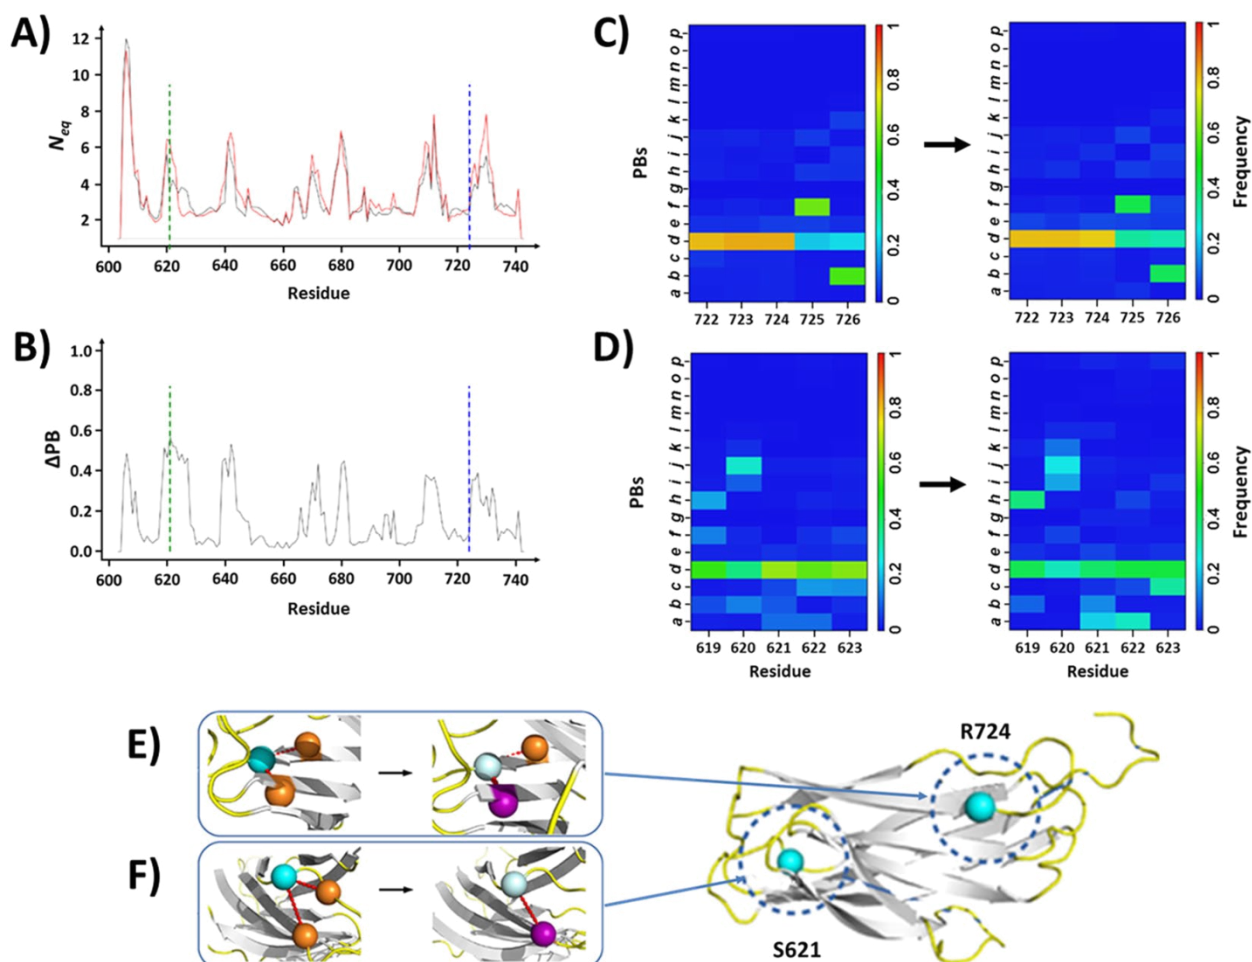 A)
12
10
8
6
4
2
Neq
600 620 640 660 680 700 720 740
Residue
B)
1.0
0.8
0.6
0.4
0.2
0.0
ΔPB
600 620 640 660 680 700 720 740
Residue
C)
PBs
p
o
n
m
l
k
j
i
h
g
f
e
d
c
b
a
722 723 724 725 726
1
0.8
0.6
0.4
0.2
0
p
o
n
m
l
k
j
i
h
g
f
e
d
c
b
a
722 723 724 725 726
1
0.8
0.6
0.4
0.2
0
Frequency
D)
PBs
p
o
n
m
l
k
j
i
h
g
f
e
d
c
b
a
619 620 621 622 623
1
0.8
0.6
0.4
0.2
0
p
o
n
m
l
k
j
i
h
g
f
e
d
c
b
a
619 620 621 622 623
1
0.8
0.6
0.4
0.2
0
Frequency
Residue
E)
F)
R724
S621